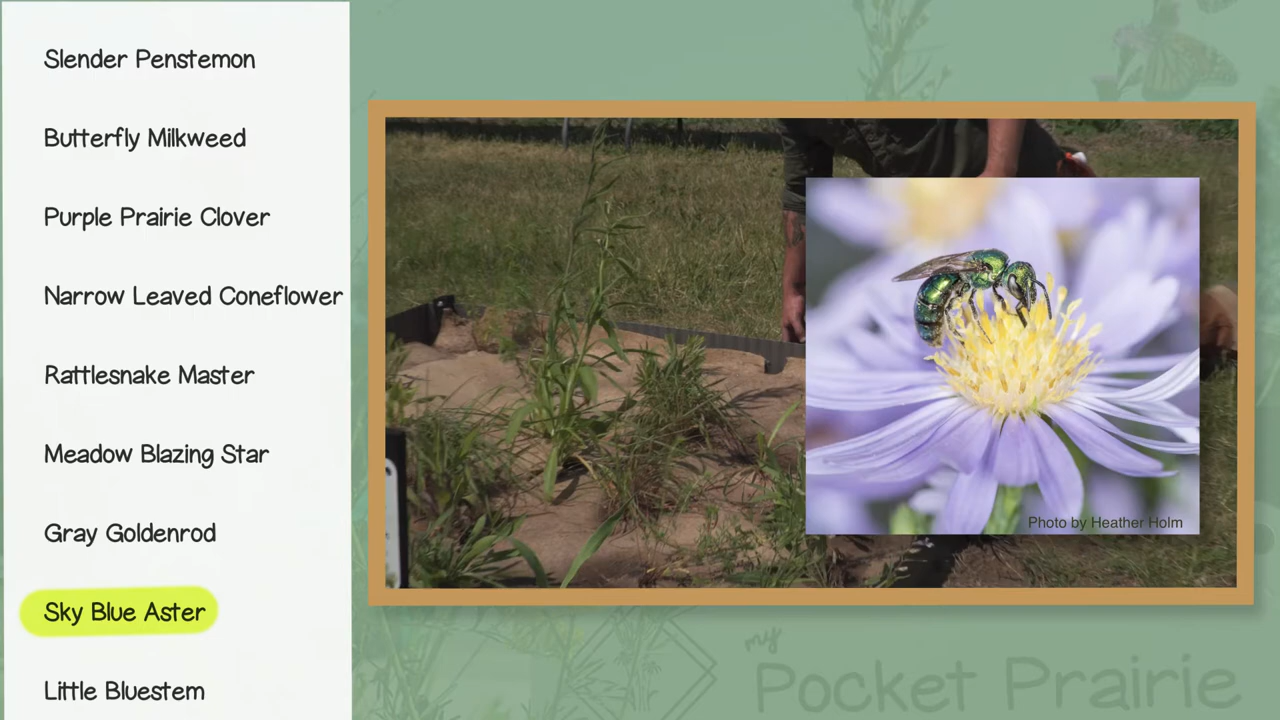 Slender Penstemon
Butterfly Milkweed
Purple Prairie Clover
Narrow Leaved Coneflower
Rattlesnake Master
Meadow Blazing Star
Gray Goldenrod
Sky Blue Aster
Little Bluestem
Photo by Heather Holm
my
Pocket Prairie